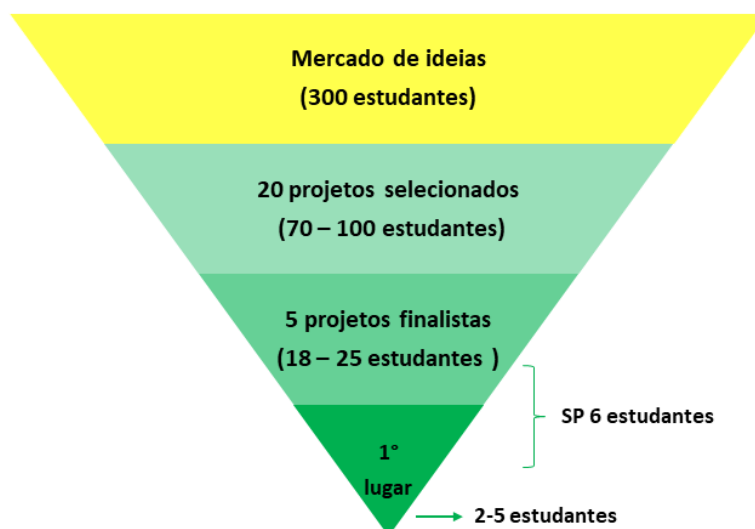 Mercado de ideias
(300 estudantes)
20 projetos selecionados
(70 – 100 estudantes)
5 projetos finalistas
(18 – 25 estudantes )
SP 6 estudantes
1°
lugar
2-5 estudantes